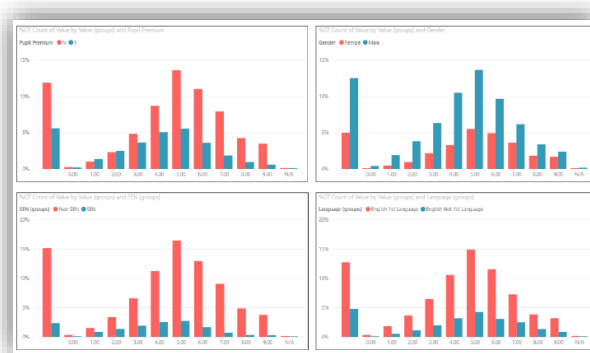 %GT Count of Value by Value (groups) and Pupil Premium
Pupil Premium N Y
15%
10%
5%
0%
0.00 1.00 2.00 3.00 4.00 5.00 6.00 7.00 8.00 9.00 N/A
%GT Count of Value by Value (groups) and Gender
Gender Female Male
15%
10%
5%
0%
0.00 1.00 2.00 3.00 4.00 5.00 6.00 7.00 8.00 9.00 N/A
%GT Count of Value by Value (groups) and SEN (groups)
SEN (groups) Non SEN SEN
20%
15%
10%
5%
0%
0.00 1.00 2.00 3.00 4.00 5.00 6.00 7.00 8.00 9.00 N/A
%GT Count of Value by Value (groups) and Language (groups)
Language (groups) English 1st Language English Not 1st Language
20%
15%
10%
5%
0%
0.00 1.00 2.00 3.00 4.00 5.00 6.00 7.00 8.00 9.00 N/A